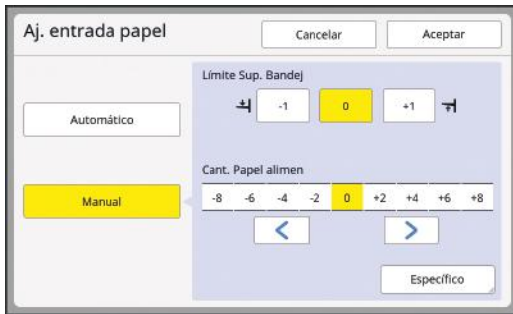 Aj. entrada papel
Cancelar
Aceptar
Límite Sup. Bandej
-1
0
+1
Automático
Cant. Papel alimen
Manual
-8 -6 -4 -2 0 +2 +4 +6 +8
Específico